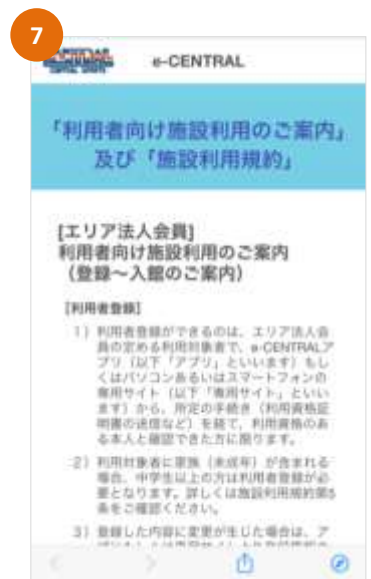 7
e-CENTRAL
「利用者向け施設利用のご案内」
及び「施設利用規約」
[エリア法人会員]
利用者向け施設利用のご案内
（登録～入館のご案内）
[利用者登録]
1）利用者登録ができるのは、エリア法人会
員の定める利用対象者で、e-CENTRALア
プリ（以下「アプリ」といいます）もし
くはパソコンあるいはスマートフォンの
専用サイト（以下「専用サイト」といい
ます）から、所定の手続き（利用資格証
明書の送信など）を経て、利用資格のあ
る本人と確認できた方に限ります。
2）利用対象者に家族（未成年）が含まれる
場合、中学生以上の方は利用者登録が必
要となります。詳しくは施設利用規約第5
条をご確認ください。
3）登録した内容に変更が生じた場合は、ア